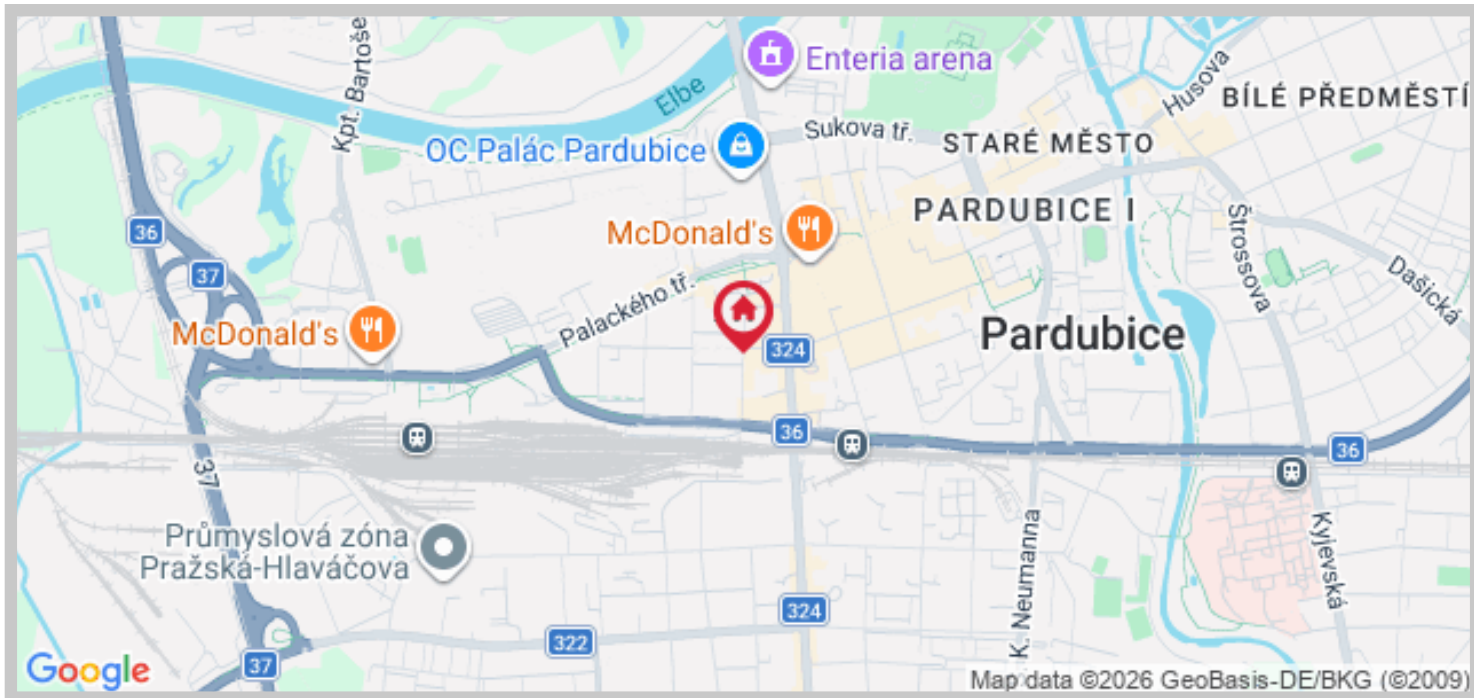 Kpt. Bartoše
Elbe
Enteria arena
Husova
BÍLÉ PŘEDMĚSTÍ
OC Palác Pardubice
Sukova tř.
STARÉ MĚSTO
PARDUBICE I
36
McDonald's
Štrossova
37
Palackého tř.
Dašická
McDonald's
324
Pardubice
36
36
37
Průmyslová zóna
Pražská-Hlaváčova
K. Neumanna
Kyjevská
324
322
37
Google
Map data ©2026 GeoBasis-DE/BKG (©2009)